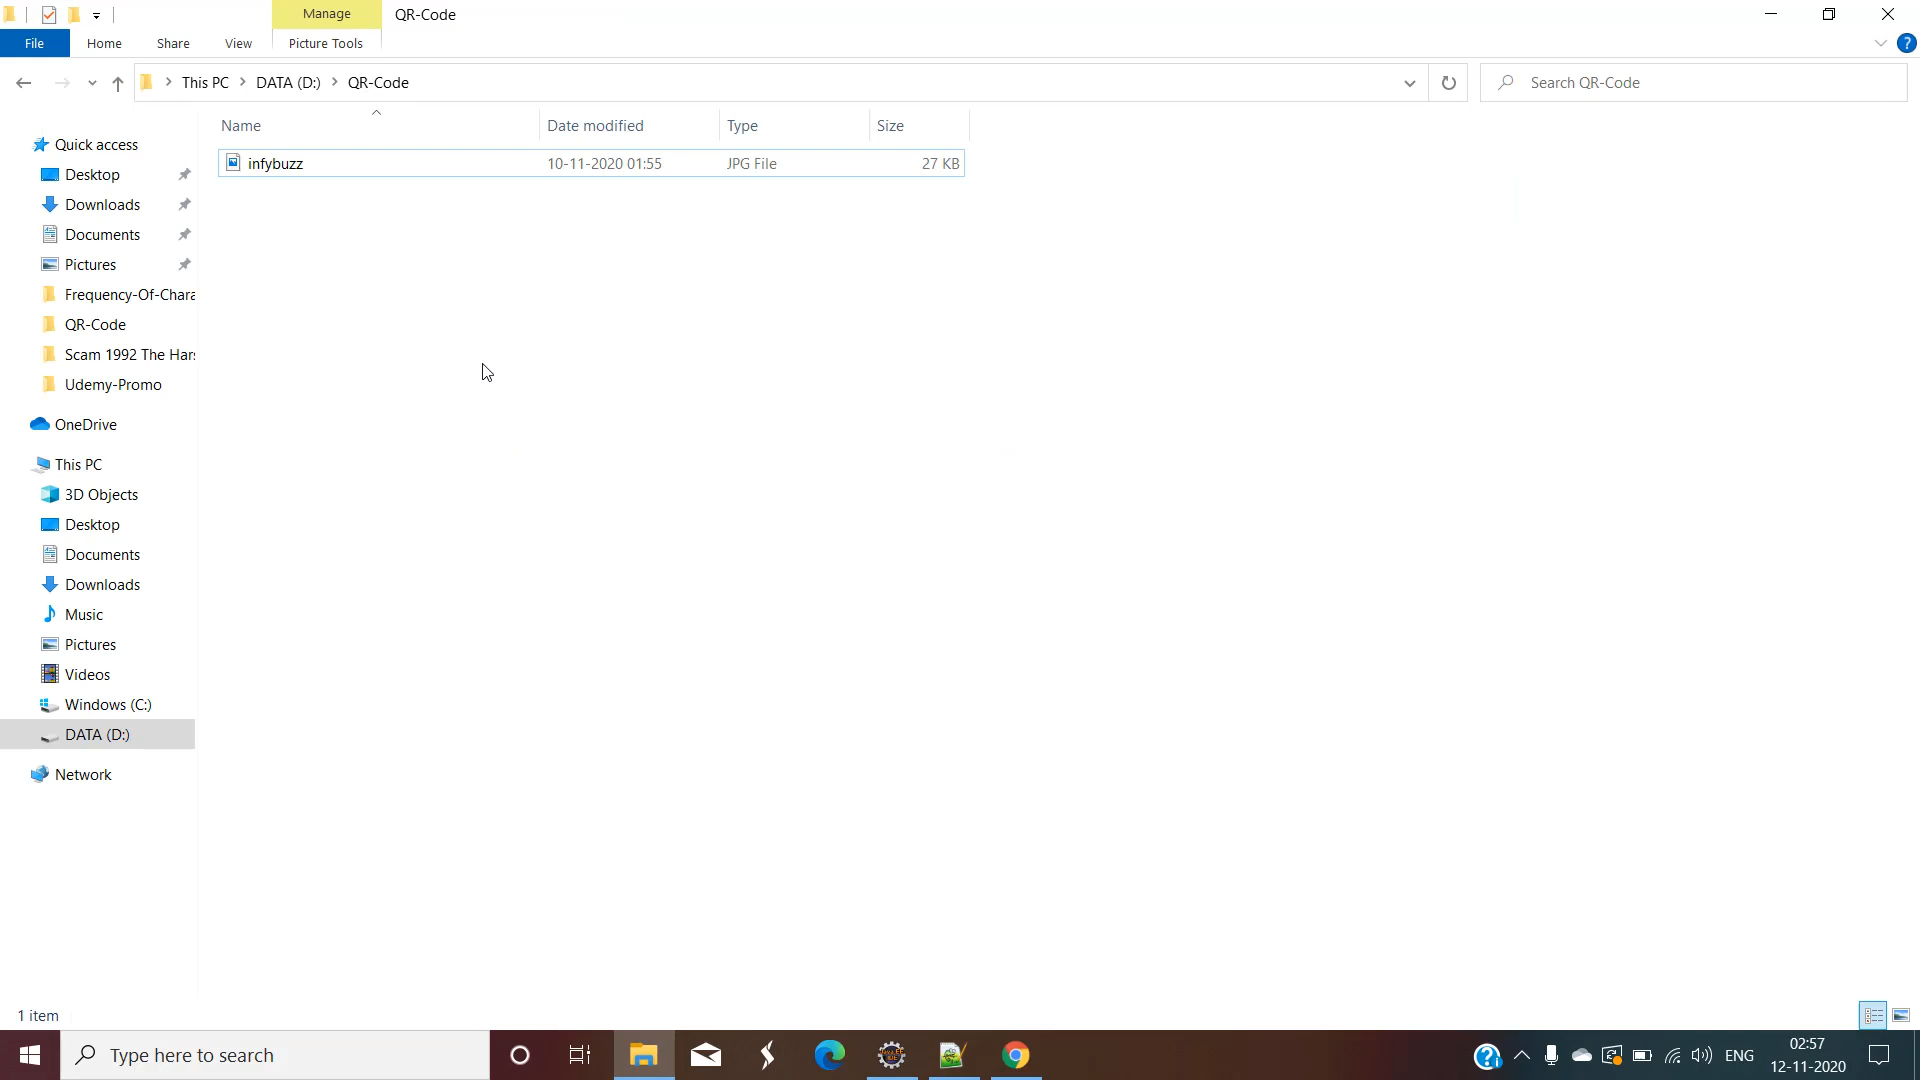 Manage
QR-Code
File
Home
Share
View
Picture Tools
This PC
DATA (D:)
QR-Code
Search QR-Code
Name
Date modified
Type
Size
infybuzz
10-11-2020 01:55
JPG File
27 KB
Quick access
Desktop
Downloads
Documents
Pictures
Frequency-Of-Chara
QR-Code
Scam 1992 The Hars
Udemy-Promo
OneDrive
This PC
3D Objects
Desktop
Documents
Downloads
Music
Pictures
Videos
Windows (C:)
DATA (D:)
Network
1 item
Type here to search
ENG
02:57
12-11-2020